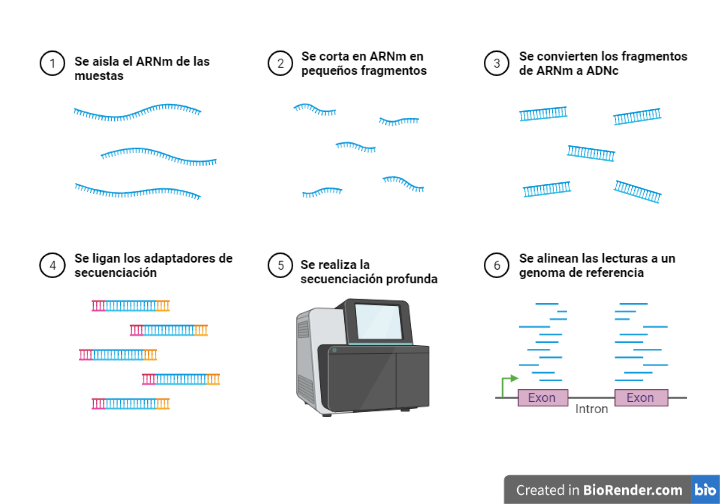 1
Se aisla el ARNm de las
muestas
2
Se corta en ARNm en
pequeños fragmentos
3
Se convierten los fragmentos
de ARNm a ADNc
4
Se ligan los adaptadores de
secuenciación
5
Se realiza la
secuenciación profunda
6
Se alinean las lecturas a un
genoma de referencia
Exon
Exon
Intron
Created in BioRender.com bio